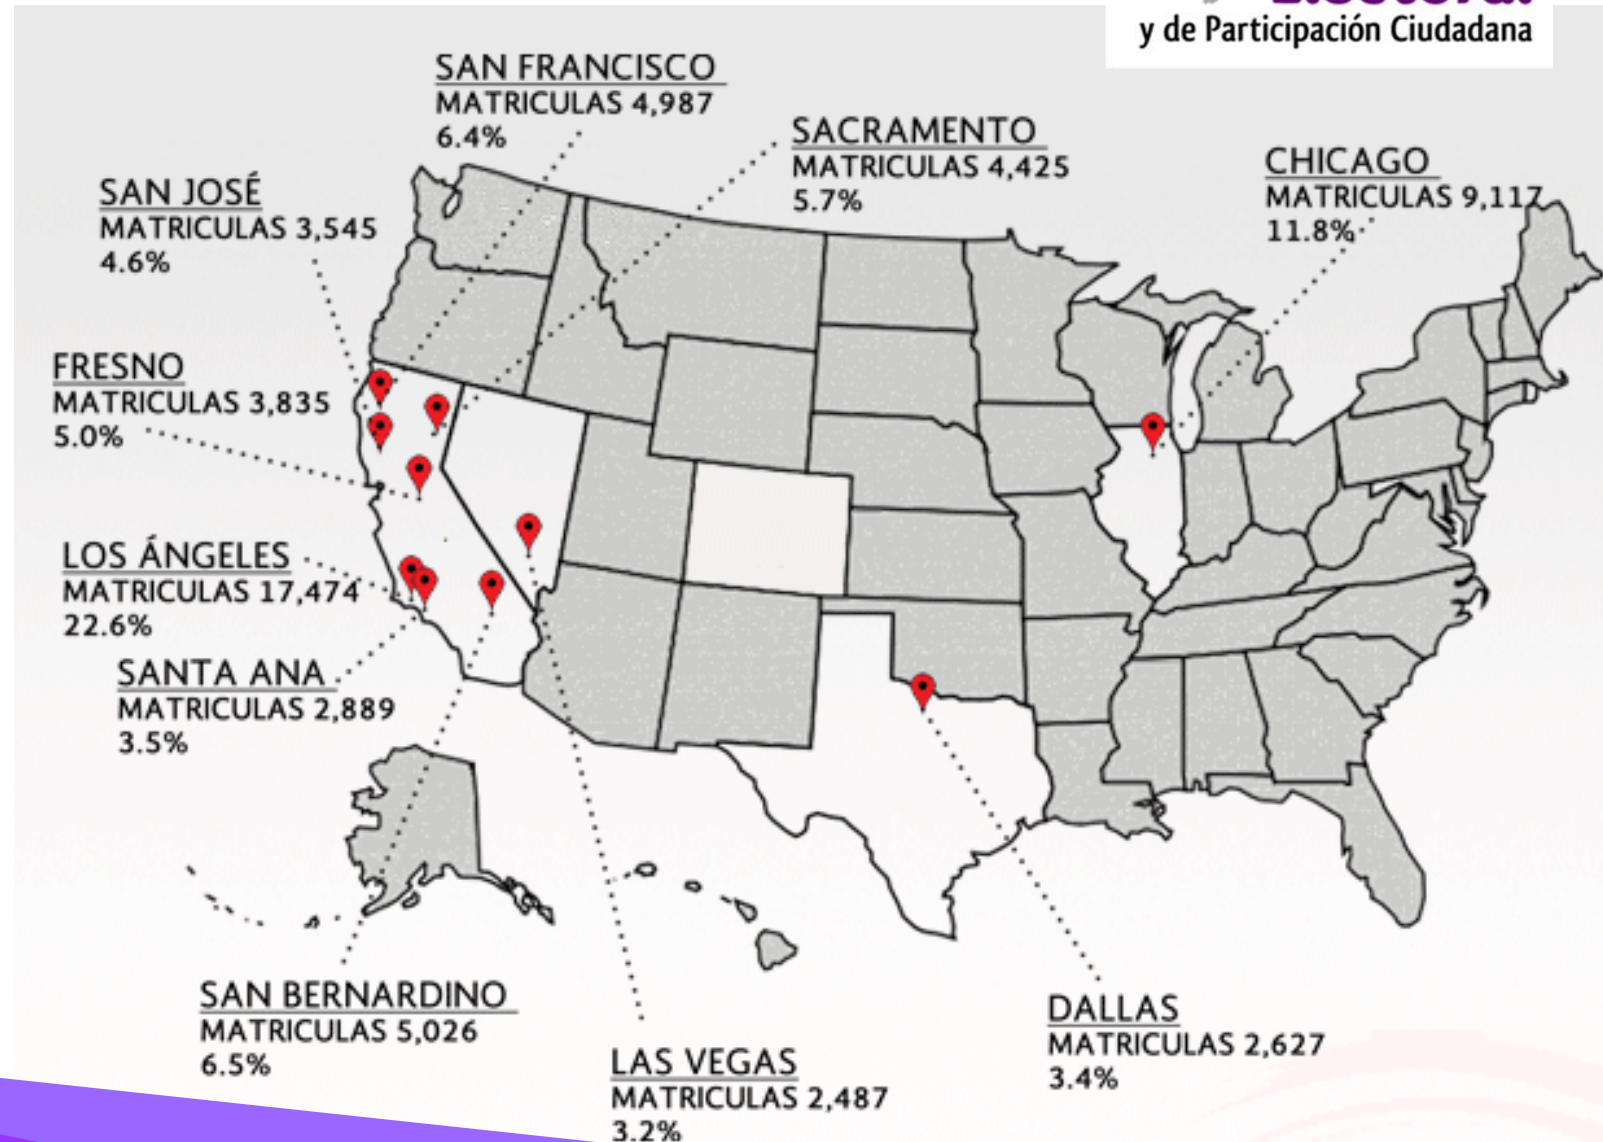 y de Participación Ciudadana
SAN FRANCISCO
MATRICULAS 4,987
6.4%
SACRAMENTO
MATRICULAS 4,425
5.7%
CHICAGO
MATRICULAS 9,117
11.8%
SAN JOSÉ
MATRICULAS 3,545
4.6%
FRESNO
MATRICULAS 3,835
5.0%
LOS ÁNGELES
MATRICULAS 17,474
22.6%
SANTA ANA
MATRICULAS 2,889
3.5%
SAN BERNARDINO
MATRICULAS 5,026
6.5%
LAS VEGAS
MATRICULAS 2,487
3.2%
DALLAS
MATRICULAS 2,627
3.4%